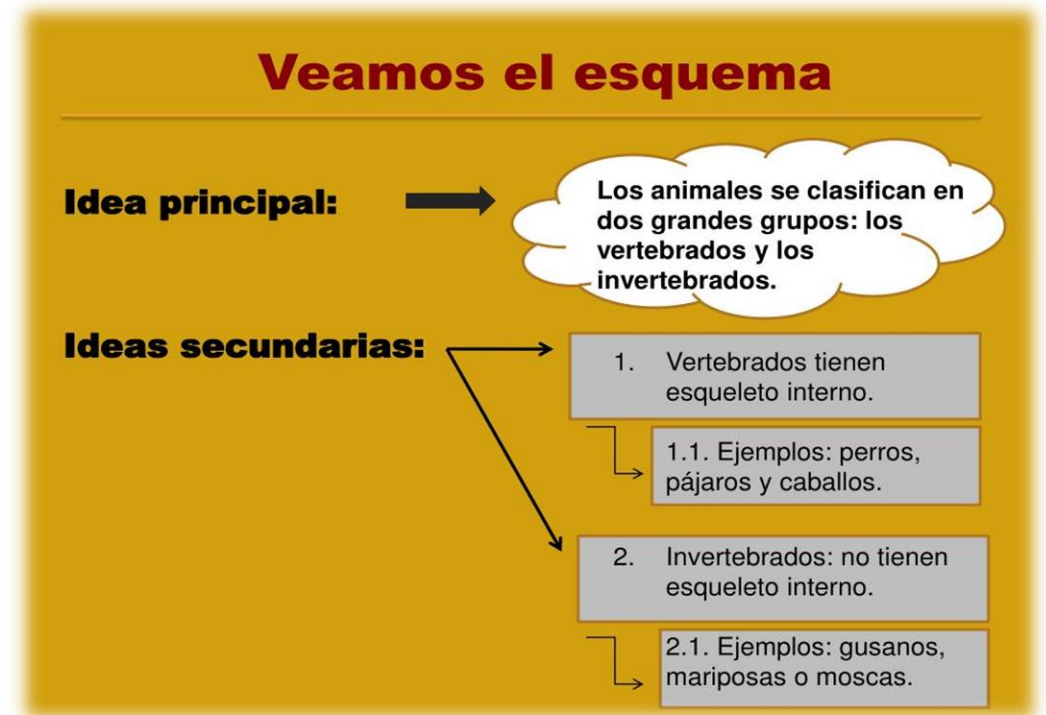 Veamos el esquema
Idea principal:
Los animales se clasifican en
dos grandes grupos: los
vertebrados y los
invertebrados.
Ideas secundarias:
1. Vertebrados tienen
esqueleto interno.
1.1. Ejemplos: perros,
pájaros y caballos.
2. Invertebrados: no tienen
esqueleto interno.
2.1. Ejemplos: gusanos,
mariposas o moscas.